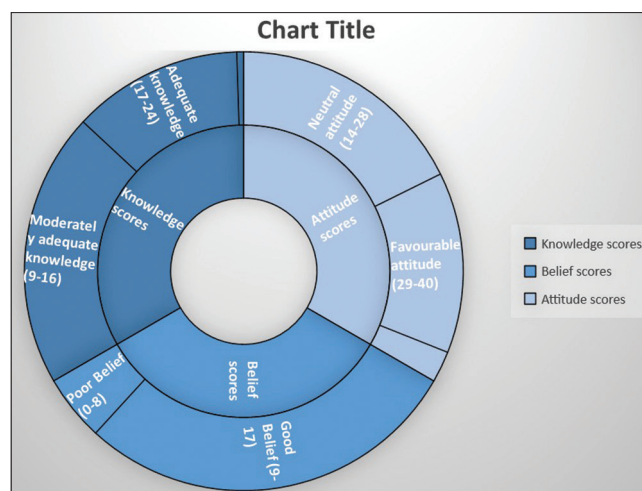 Chart Title
Adequate
knowledge
(17-24)
Neutral
attitude
(14-28)
Knowledge
scores
Attitude
scores
Moderatel
y adequate
knowledge
(9-16)
Favourable
attitude
(29-40)
Knowledge scores
Belief scores
Attitude scores
Belief
scores
Poor Belief
(0-8)
Good
Belief (9-
17)